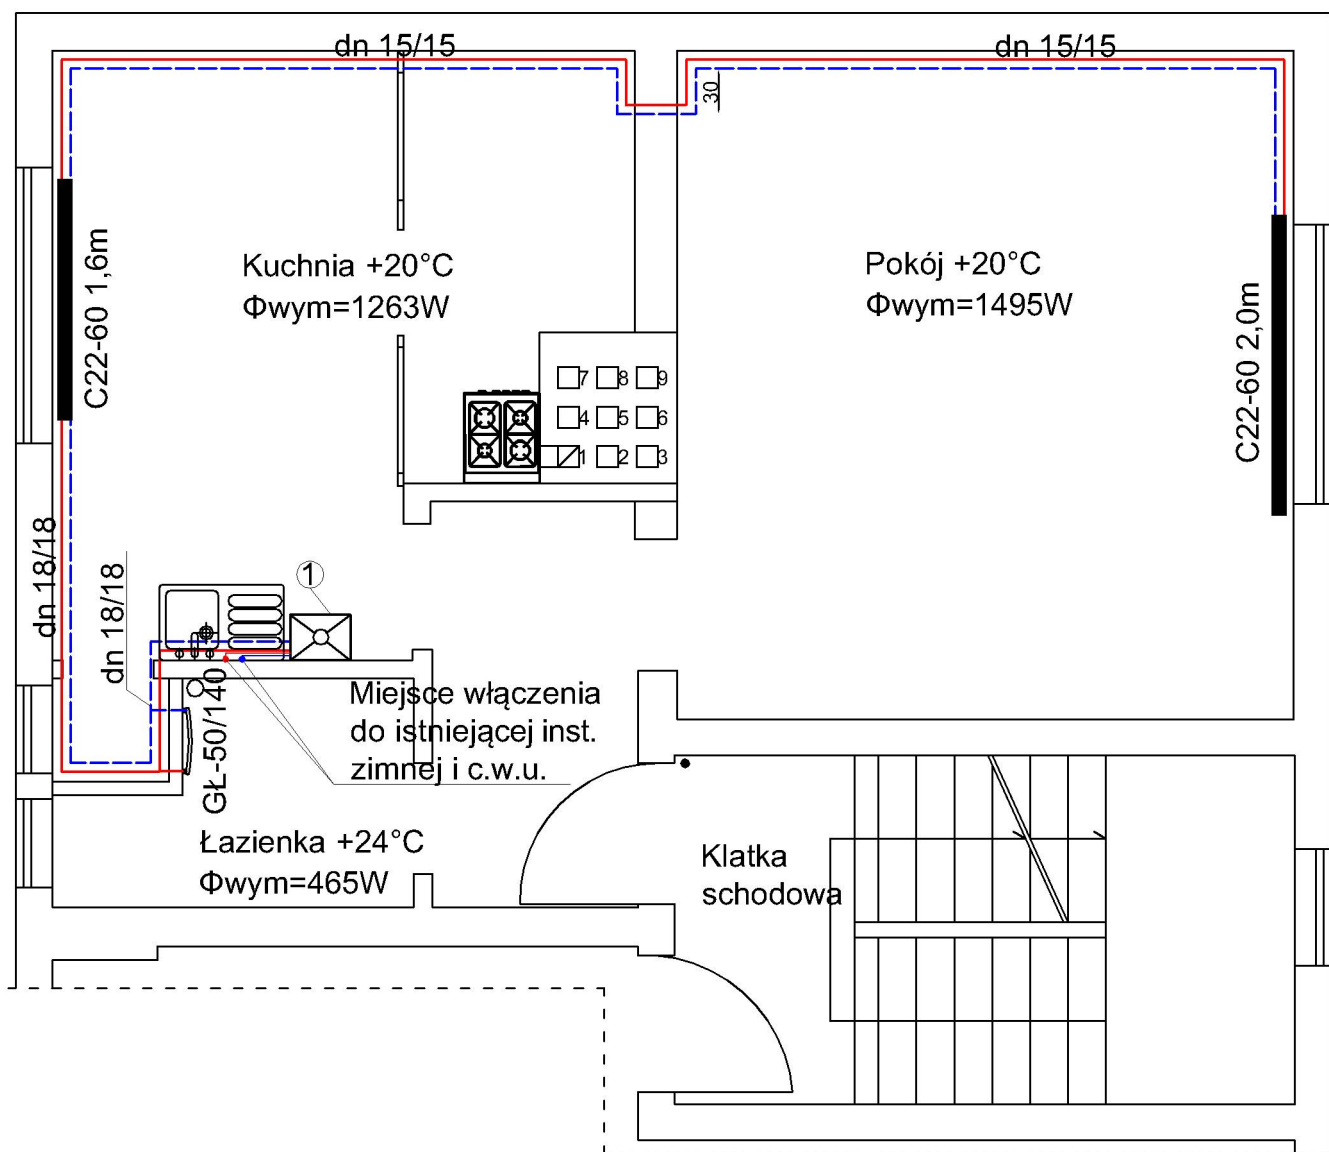 dn 15/15
dn 15/15
30
Kuchnia +20°C
Φwym=1263W
Pokój +20°C
Φwym=1495W
C22-60 1,6m
C22-60 2,0m
7 8 9
4 5 6
1 2 3
dn 18/18
dn 18/18
1
GŁ-50/140
Miejsce włączenia
do istniejącej inst.
zimnej i c.w.u.
Łazienka +24°C
Φwym=465W
Klatka
schodowa